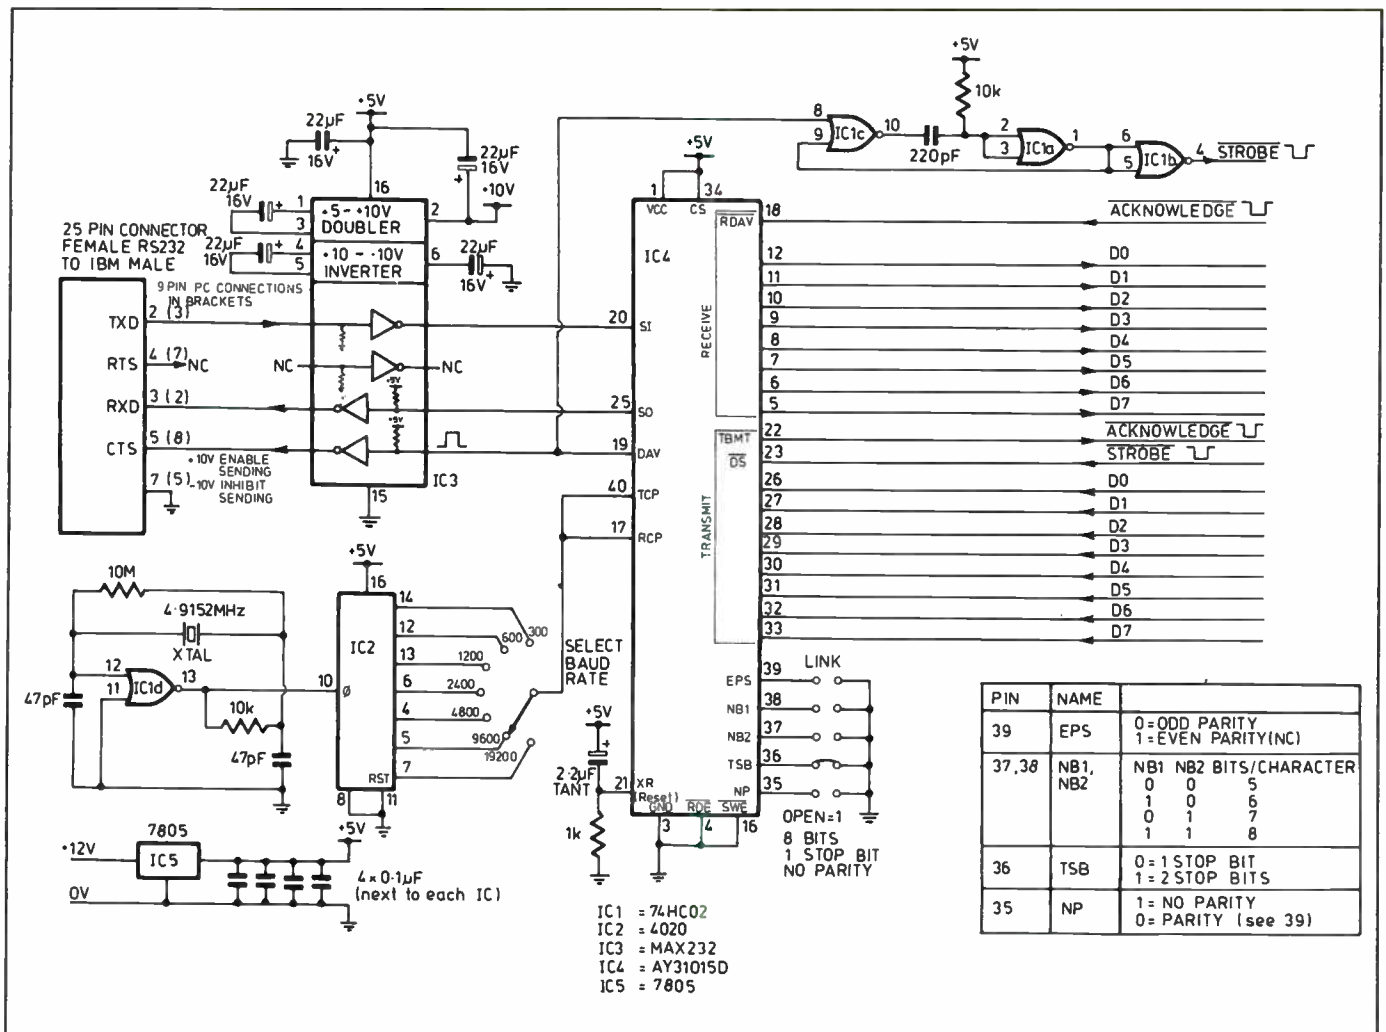 +5V
22µF
16V
+
22µF
16V
+
+10V
16
22µF
16V
+
1
3
+5 - +10V
DOUBLER
2
22µF
16V
+
4
5
+10 - -10V
INVERTER
6
22µF
16V
+
25 PIN CONNECTOR
FEMALE RS232
TO IBM MALE
9 PIN PC CONNECTIONS
IN BRACKETS
TXD
2 (3)
RTS
4 (7)
NC
NC
NC
RXD
3 (2)
+5V
+5V
CTS
5 (8)
+10V ENABLE
SENDING
7 (5)
-10V INHIBIT
SENDING
15
IC3
+5V
10k
8
9
IC1c
10
220pF
2
3
IC1a
1
6
5
IC1b
4
STROBE
+5V
1
34
VCC
CS
IC4
RDAV
18
ACKNOWLEDGE
RECEIVE
12
D0
11
D1
10
D2
9
D3
8
D4
7
D5
6
D6
5
D7
20
SI
25
SO
19
DAV
40
TCP
17
RCP
TBMT
22
ACKNOWLEDGE
DS
23
STROBE
TRANSMIT
26
D0
27
D1
28
D2
29
D3
30
D4
31
D5
32
D6
33
D7
LINK
EPS
39
NB1
38
NB2
37
TSB
36
NP
35
OPEN=1
8 BITS
1 STOP BIT
NO PARITY
+5V
+
2·2µF
TANT
21
XR
(Reset)
1k
GND
RDE
SWE
3
4
16
10M
4·9152MHz
XTAL
12
11
IC1d
13
47pF
10k
47pF
+5V
16
IC2
10
Ø
14
300
12
600
13
1200
6
2400
4
4800
5
9600
7
19200
RST
8
11
SELECT
BAUD
RATE
7805
+12V
IC5
+5V
0V
4×0·1µF
(next to each IC)
IC1 = 74HC02
IC2 = 4020
IC3 = MAX232
IC4 = AY31015D
IC5 = 7805
PIN NAME
39 EPS 0=ODD PARITY
1=EVEN PARITY(NC)
37,38 NB1, NB1 NB2 BITS/CHARACTER
NB2 0 0 5
1 0 6
0 1 7
1 1 8
36 TSB 0=1 STOP BIT
1=2 STOP BITS
35 NP 1= NO PARITY
0= PARITY (see 39)